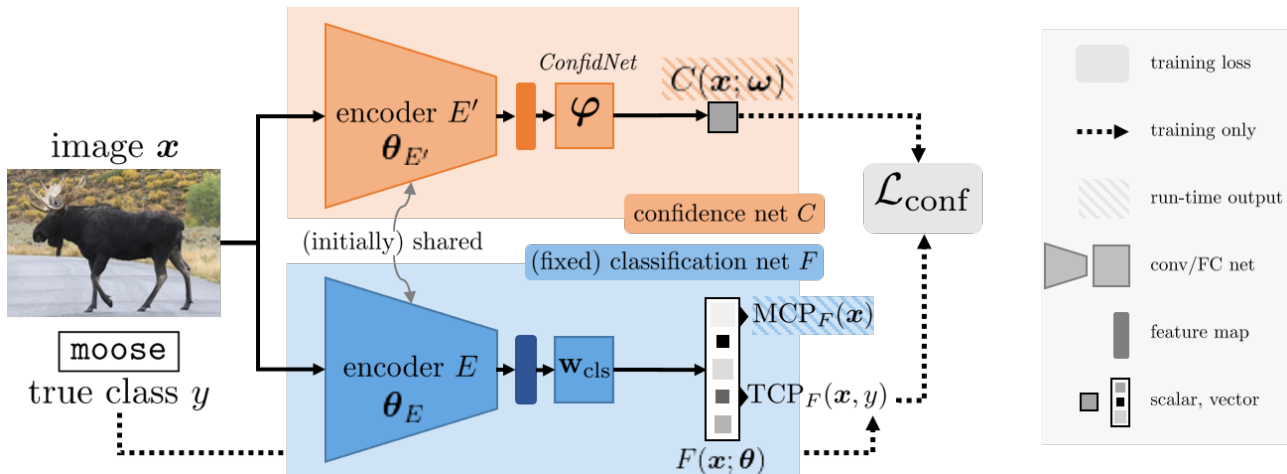 image x
moose
true class y
encoder E′
θ_E′
ConfidNet
φ
C(x; ω)
confidence net C
(initially) shared
(fixed) classification net F
encoder E
θ_E
w_cls
MCP_F(x)
TCP_F(x, y)
F(x; θ)
ℒ_conf
training loss
training only
run-time output
conv/FC net
feature map
scalar, vector